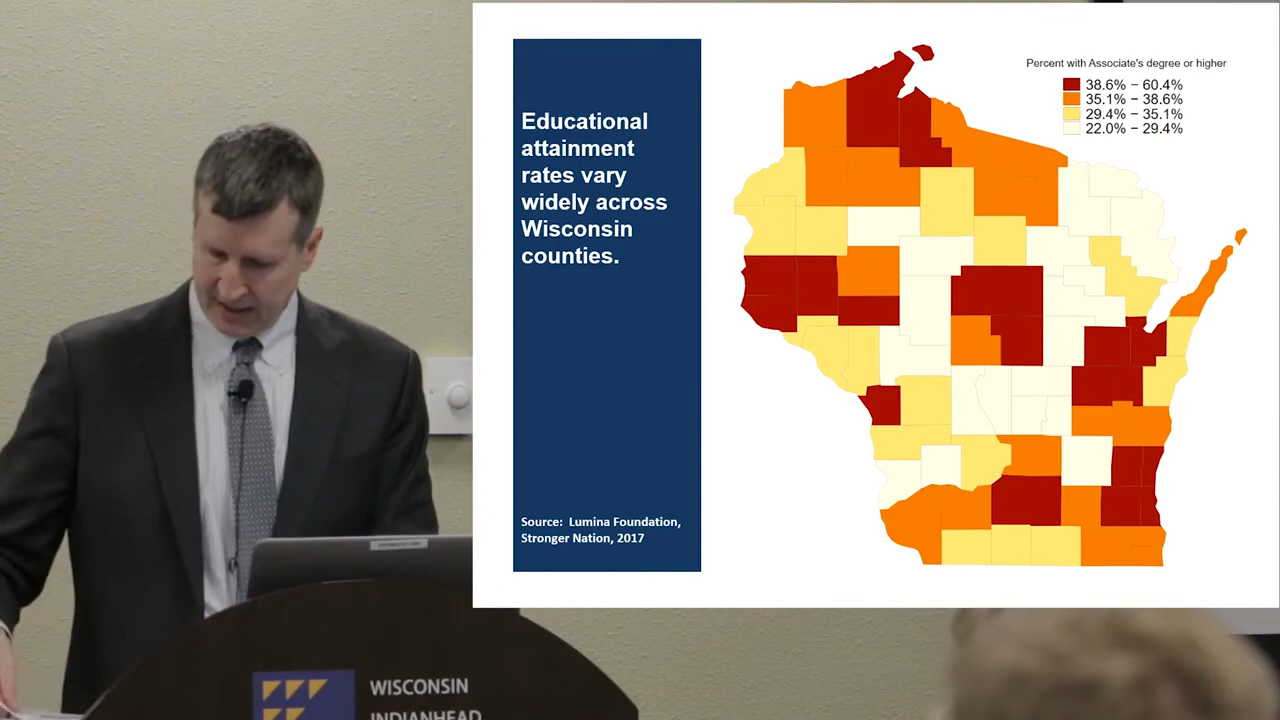 Educational
attainment
rates vary
widely across
Wisconsin
counties.
Source:  Lumina Foundation,
Stronger Nation, 2017
Percent with Associate's degree or higher
38.6% − 60.4%
35.1% − 38.6%
29.4% − 35.1%
22.0% − 29.4%
WISCONSIN
INDIANHEAD